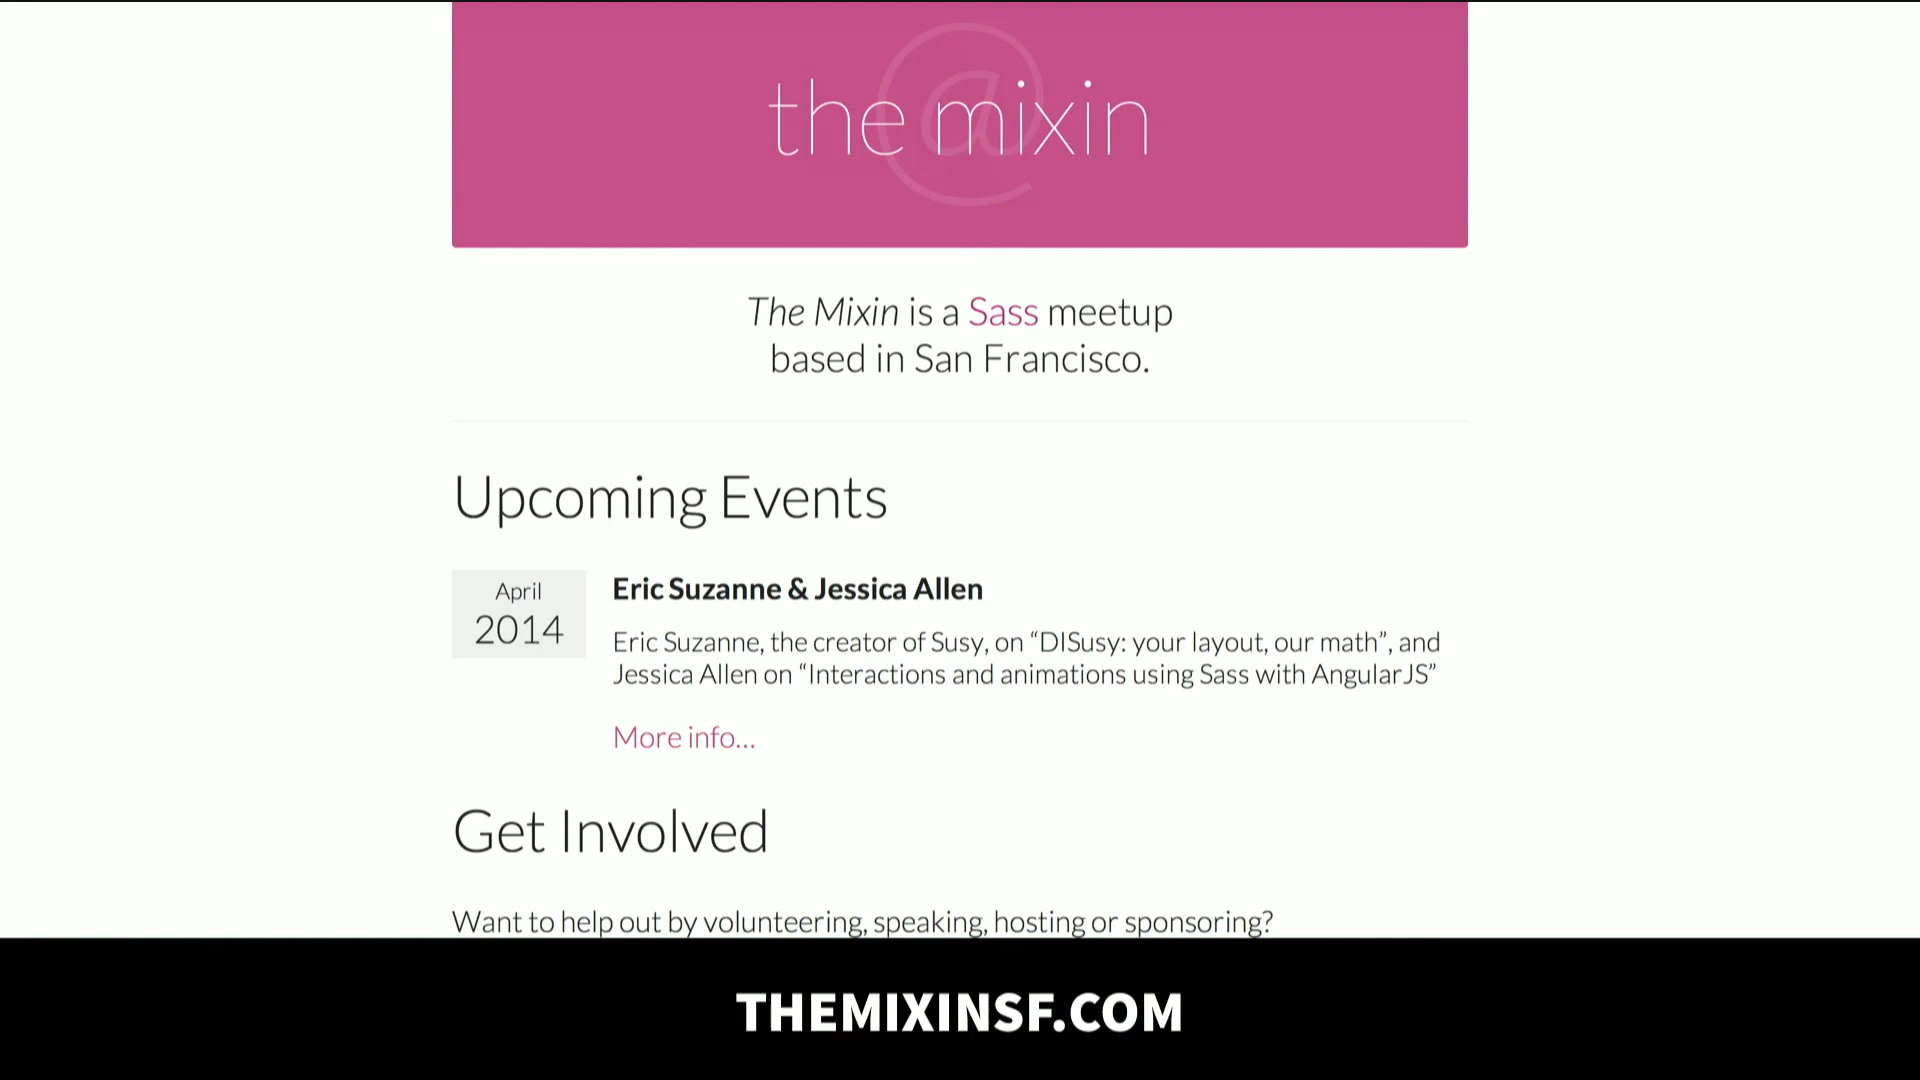 @
the mixin
The Mixin is a Sass meetup
based in San Francisco.
Upcoming Events
April
2014
Eric Suzanne & Jessica Allen
Eric Suzanne, the creator of Susy, on “DISusy: your layout, our math”, and
Jessica Allen on “Interactions and animations using Sass with AngularJS”
More info...
Get Involved
Want to help out by volunteering, speaking, hosting or sponsoring?
THEMIXINSF.COM